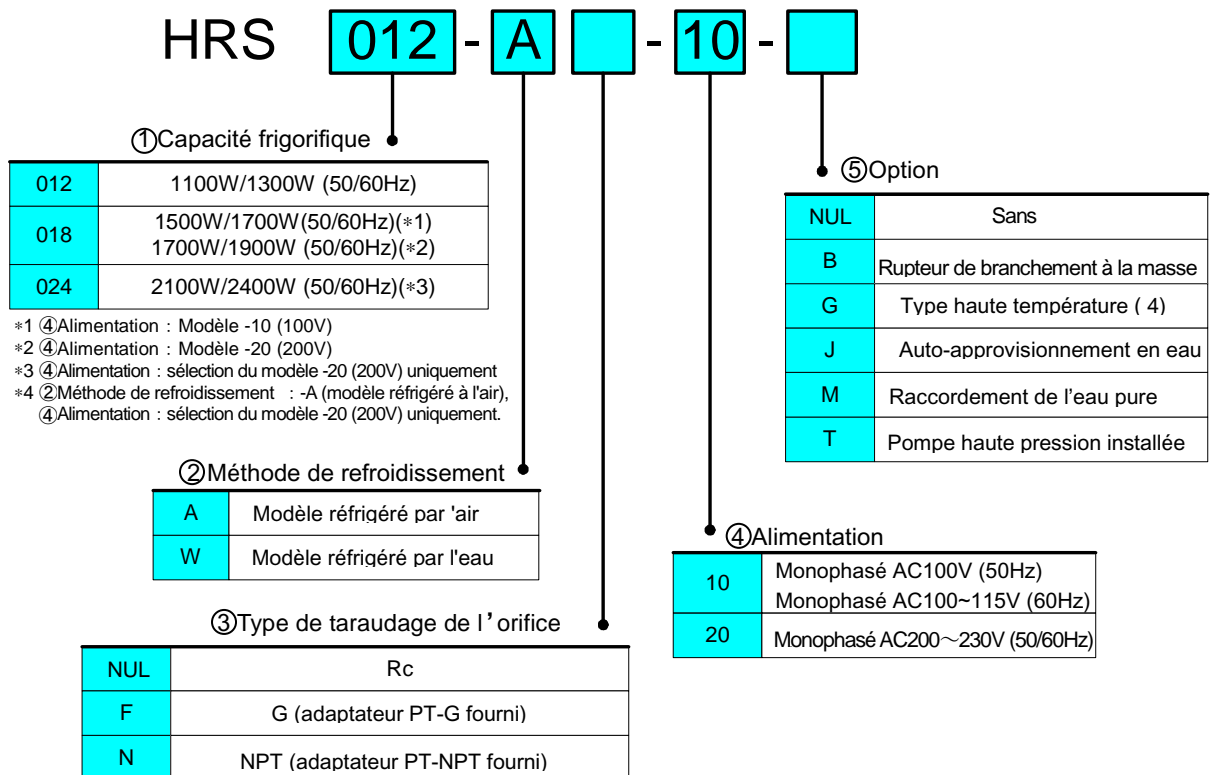 HRS 012 - A - 10 -
①Capacité frigorifique
012 1100W/1300W (50/60Hz)
018 1500W/1700W(50/60Hz)(*1)
1700W/1900W (50/60Hz)(*2)
024 2100W/2400W (50/60Hz)(*3)
*1 ④Alimentation : Modèle -10 (100V)
*2 ④Alimentation : Modèle -20 (200V)
*3 ④Alimentation : sélection du modèle -20 (200V) uniquement
*4 ②Méthode de refroidissement : -A (modèle réfrigéré à l'air),
④Alimentation : sélection du modèle -20 (200V) uniquement.
⑤Option
NUL Sans
B Rupteur de branchement à la masse
G Type haute température ( 4)
J Auto-approvisionnement en eau
M Raccordement de l'eau pure
T Pompe haute pression installée
②Méthode de refroidissement
A Modèle réfrigéré par 'air
W Modèle réfrigéré par l'eau
④Alimentation
10 Monophasé AC100V (50Hz)
Monophasé AC100~115V (60Hz)
20 Monophasé AC200～230V (50/60Hz)
③Type de taraudage de l’orifice
NUL Rc
F G (adaptateur PT-G fourni)
N NPT (adaptateur PT-NPT fourni)